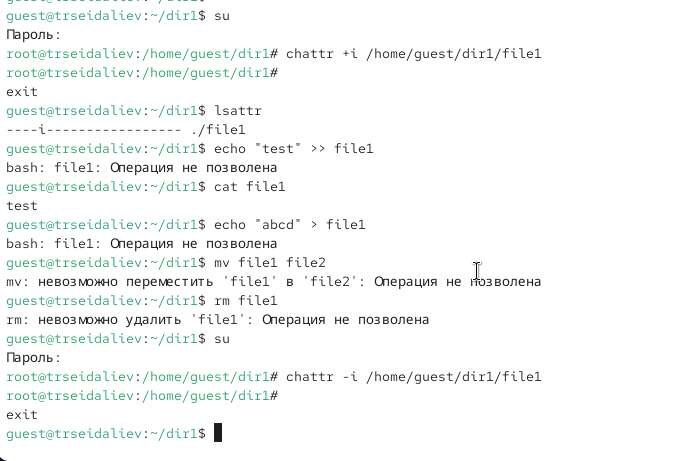 guest@trseidaliev:~/dir1$ su
Пароль:
root@trseidaliev:/home/guest/dir1# chattr +i /home/guest/dir1/file1
root@trseidaliev:/home/guest/dir1#
exit
guest@trseidaliev:~/dir1$ lsattr
----i----------------- ./file1
guest@trseidaliev:~/dir1$ echo "test" >> file1
bash: file1: Операция не позволена
guest@trseidaliev:~/dir1$ cat file1
test
guest@trseidaliev:~/dir1$ echo "abcd" > file1
bash: file1: Операция не позволена
guest@trseidaliev:~/dir1$ mv file1 file2
mv: невозможно переместить 'file1' в 'file2': Операция не позволена
guest@trseidaliev:~/dir1$ rm file1
rm: невозможно удалить 'file1': Операция не позволена
guest@trseidaliev:~/dir1$ su
Пароль:
root@trseidaliev:/home/guest/dir1# chattr -i /home/guest/dir1/file1
root@trseidaliev:/home/guest/dir1#
exit
guest@trseidaliev:~/dir1$